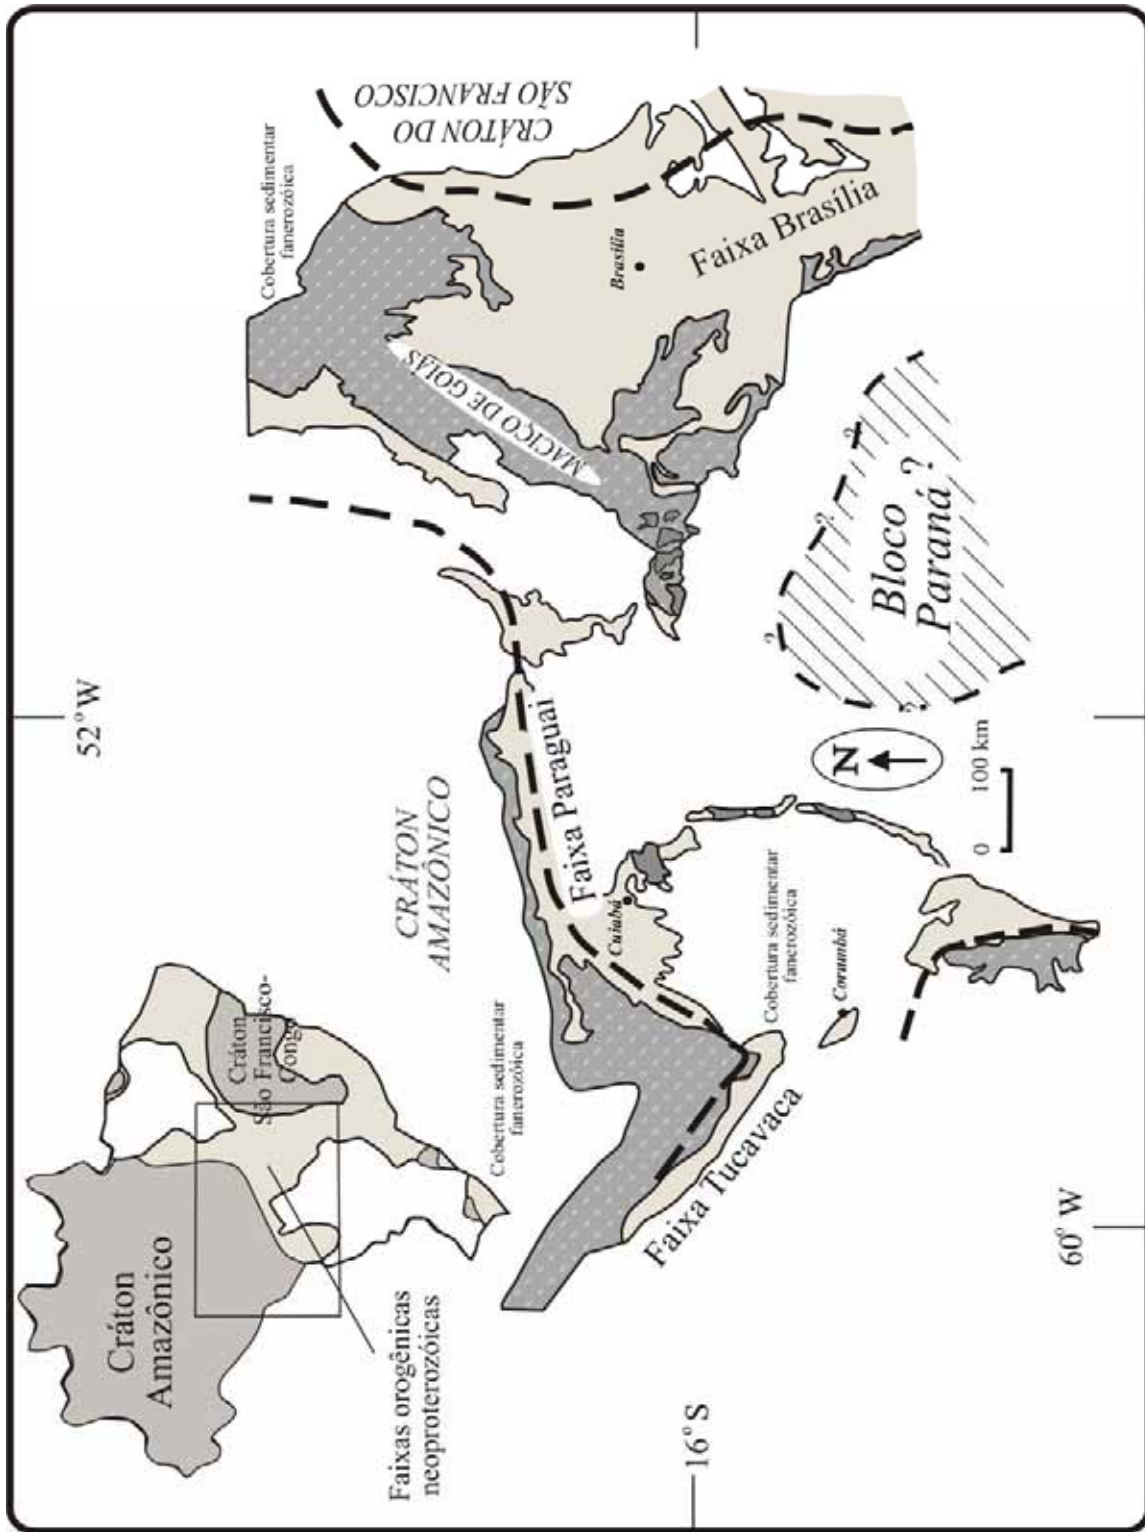 Cráton
Amazônico
Cráton
São Francisco-
Congo
Faixas orogênicas
neoproterózóicas
52° W
CRÁTON
AMAZÔNICO
Cobertura sedimentar
fanerozóica
CRÁTON DO
SÃO FRANCISCO
Cobertura sedimentar
fanerozóica
MACIÇO DE GOIÁS
Brasília
Faixa Brasília
Faixa Paraguai
Cuiabá
Cobertura sedimentar
fanerozóica
Corumbá
Faixa Tucavaca
16° S
60° W
N
0 100 km
Bloco
Paraná ?
?
?
?
?
?